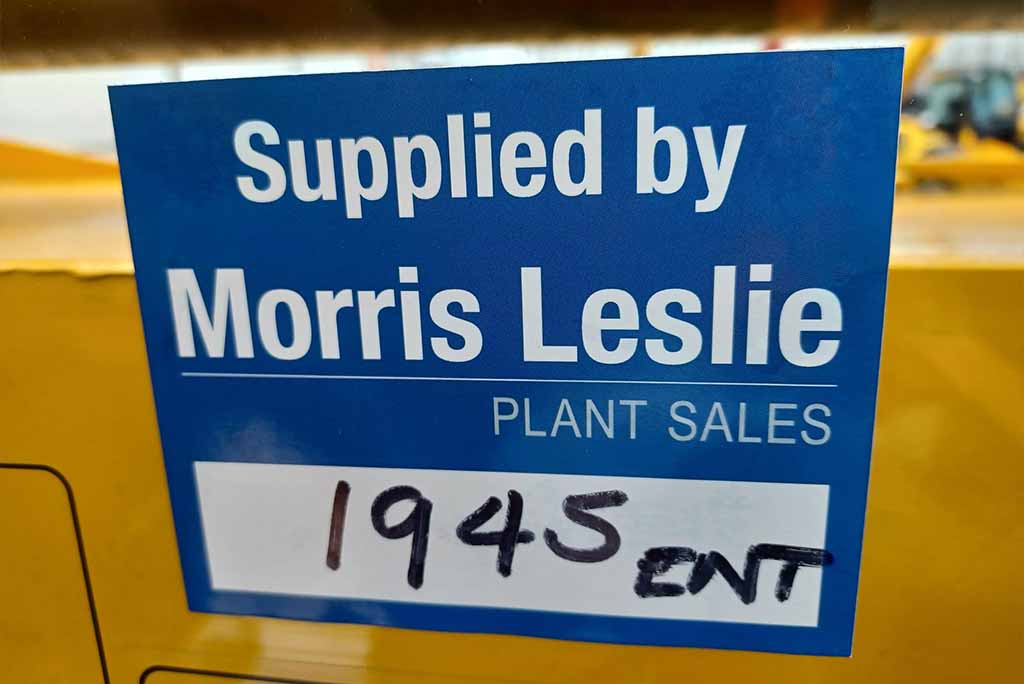 Supplied by
Morris Leslie
PLANT SALES
1945 ENT